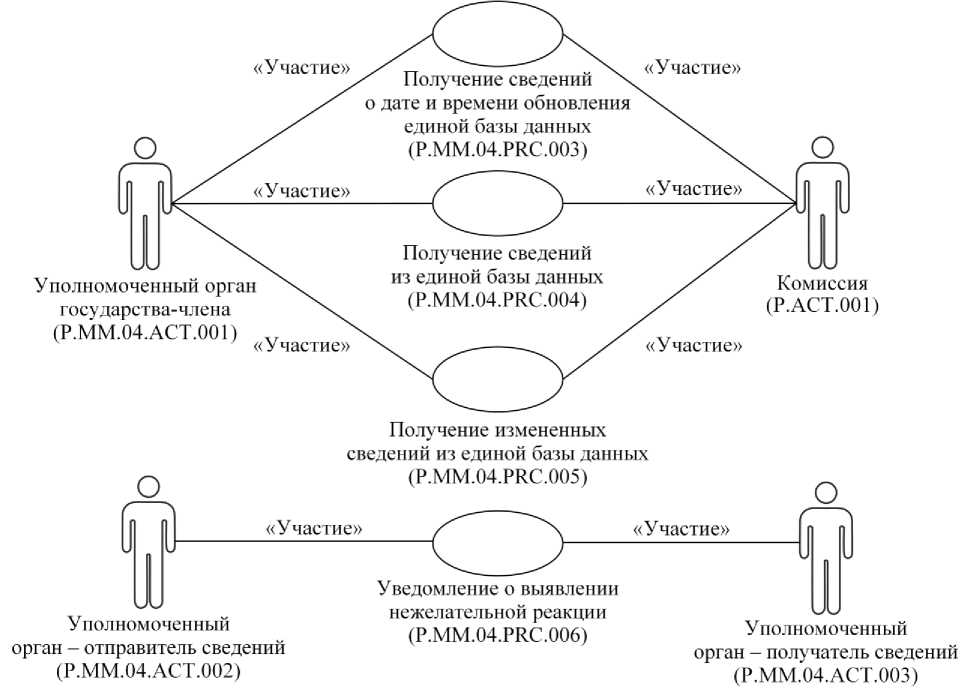 «Участие»
«Участие»
Получение сведений
о дате и времени обновления
единой базы данных
(P.MM.04.PRC.003)
«Участие»
«Участие»
Получение сведений
из единой базы данных
(P.MM.04.PRC.004)
Уполномоченный орган
государства-члена
(P.MM.04.ACT.001)
Комиссия
(P.ACT.001)
«Участие»
«Участие»
Получение измененных
сведений из единой базы данных
(P.MM.04.PRC.005)
«Участие»
«Участие»
Уведомление о выявлении
нежелательной реакции
(P.MM.04.PRC.006)
Уполномоченный
орган – отправитель сведений
(P.MM.04.ACT.002)
Уполномоченный
орган – получатель сведений
(P.MM.04.ACT.003)